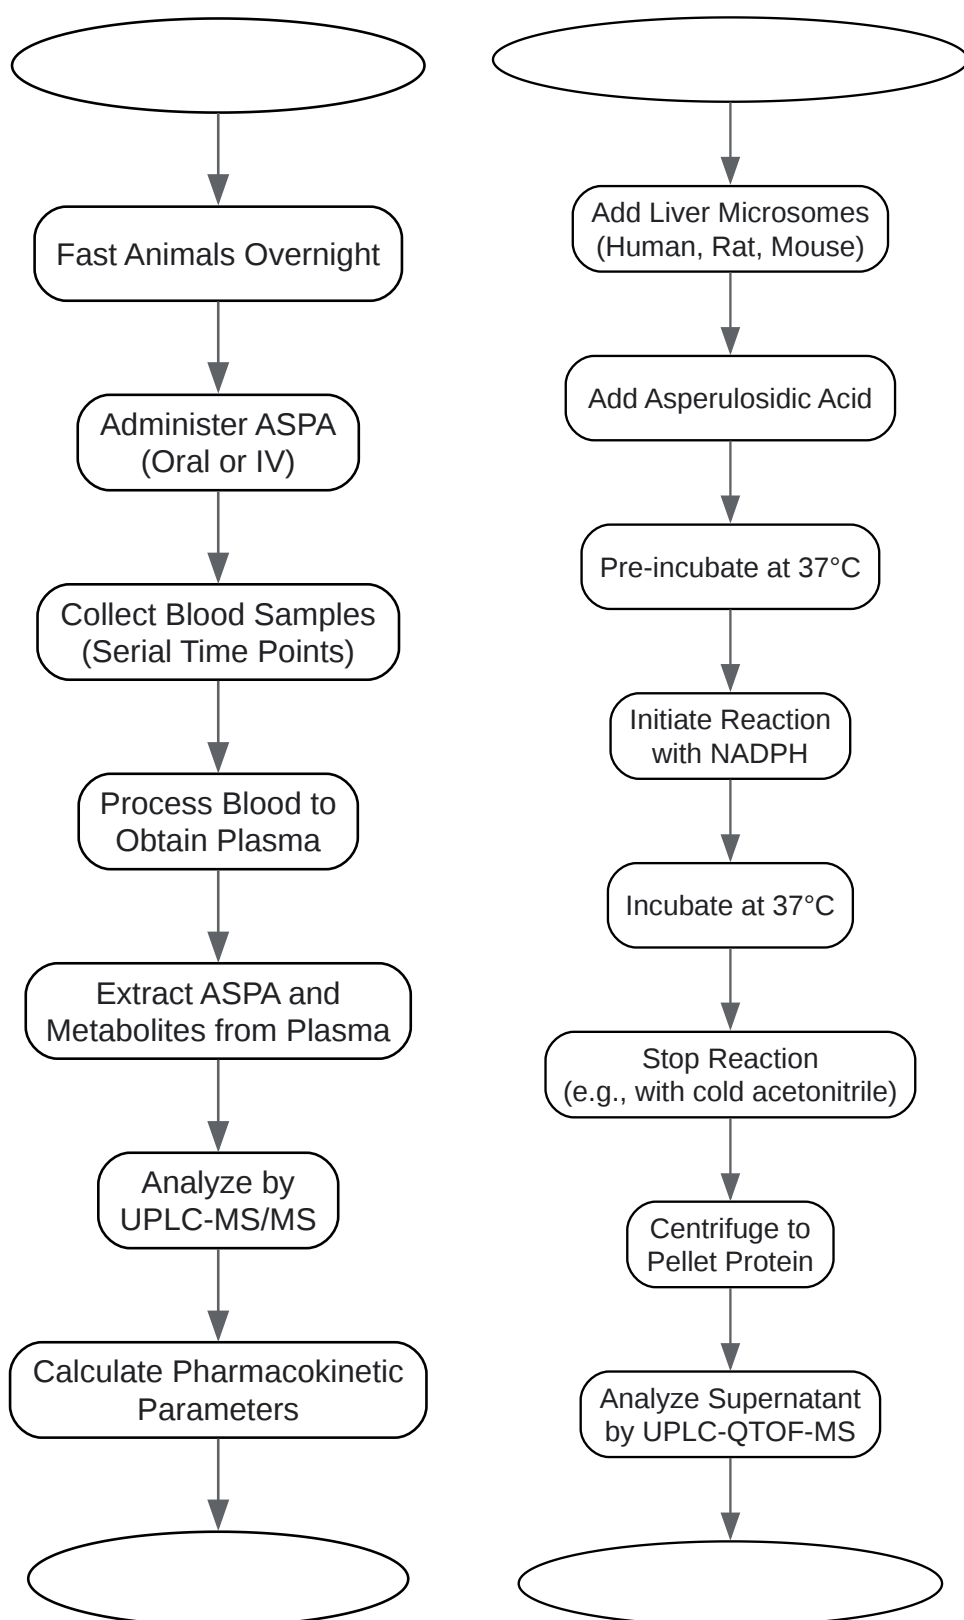 Fast Animals Overnight
Administer ASPA
(Oral or IV)
Collect Blood Samples
(Serial Time Points)
Process Blood to
Obtain Plasma
Extract ASPA and
Metabolites from Plasma
Analyze by
UPLC-MS/MS
Calculate Pharmacokinetic
Parameters
Add Liver Microsomes
(Human, Rat, Mouse)
Add Asperulosidic Acid
Pre-incubate at 37°C
Initiate Reaction
with NADPH
Incubate at 37°C
Stop Reaction
(e.g., with cold acetonitrile)
Centrifuge to
Pellet Protein
Analyze Supernatant
by UPLC-QTOF-MS